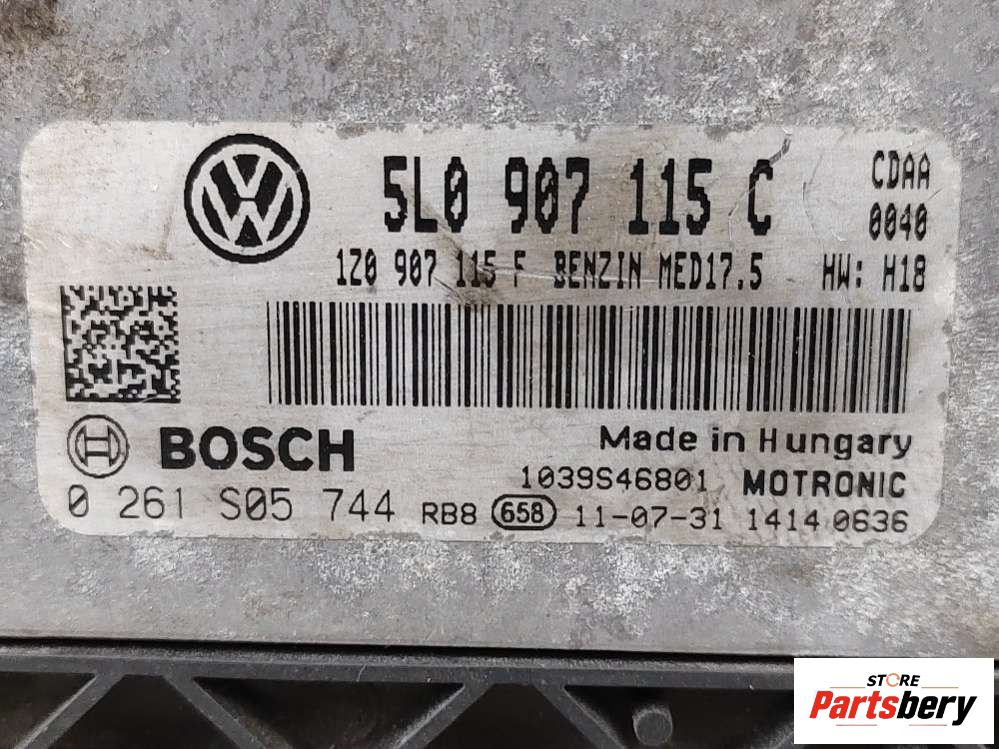 5L0 907 115 C
CDAA
0040
1Z0 907 115 F BENZIN MED17.5 HW: H18
BOSCH
Made in Hungary
1039S46801 MOTRONIC
0 261 S05 744 RB8 658 11-07-31 1414 0636
STORE
Partsbery